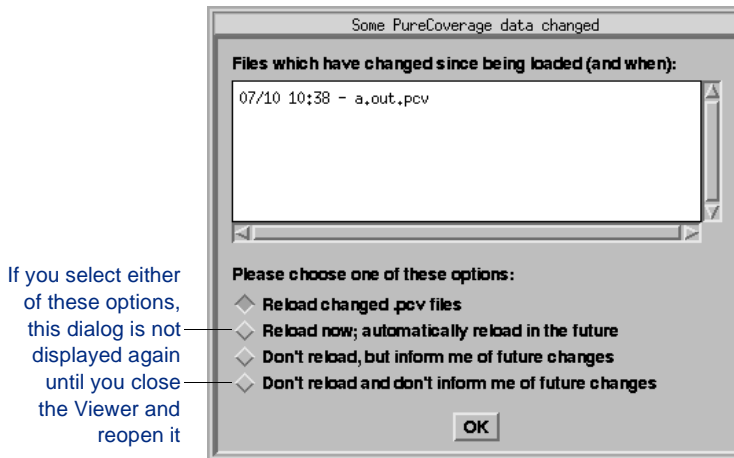 Some PureCoverage data changed
Files which have changed since being loaded (and when):
07/10 10:38 - a.out.pcv
Please choose one of these options:
Reload changed .pcv files
Reload now; automatically reload in the future
Don't reload, but inform me of future changes
Don't reload and don't inform me of future changes
OK
If you select either
of these options,
this dialog is not
displayed again
until you close
the Viewer and
reopen it